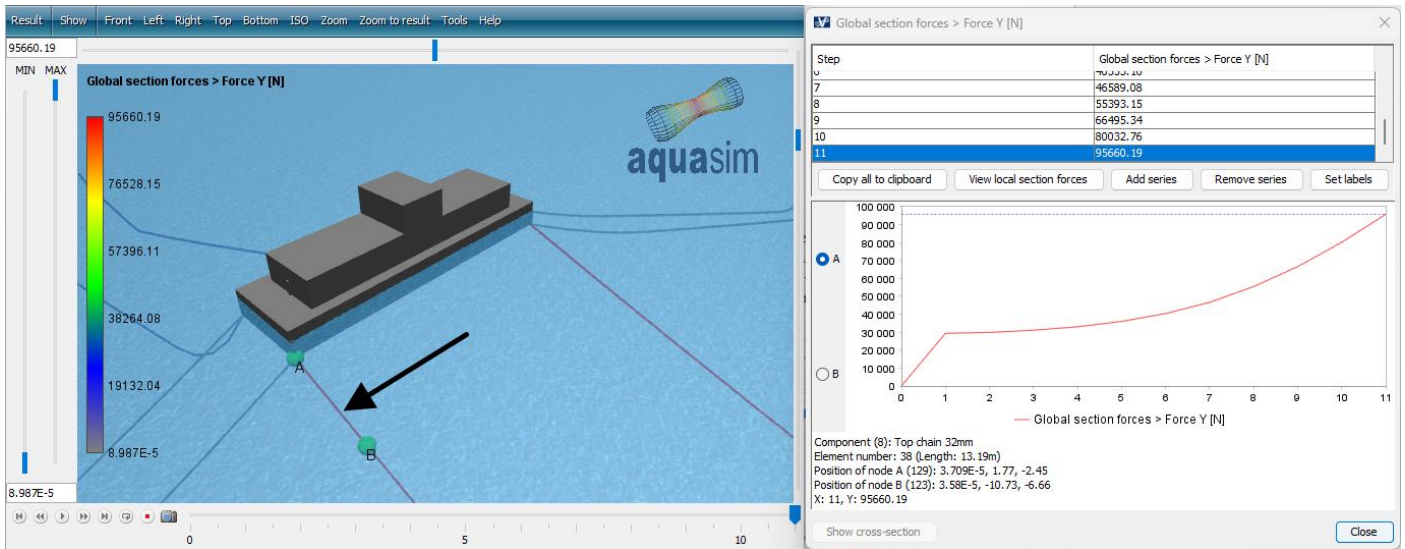 Result Show Front Left Right Top Bottom ISO Zoom Zoom to result Tools Help
95660.19
MIN MAX
Global section forces > Force Y [N]
95660.19
76528.15
57396.11
38264.08
19132.04
8.987E-5
aquasim
A
B
8.987E-5
0 5 10
Global section forces > Force Y [N]
Step Global section forces > Force Y [N]
7 46589.08
8 55393.15
9 66495.34
10 80032.76
11 95660.19
Copy all to clipboard View local section forces Add series Remove series Set labels
A
B
100 000
90 000
80 000
70 000
60 000
50 000
40 000
30 000
20 000
10 000
0
0 1 2 3 4 5 6 7 8 9 10 11
Global section forces > Force Y [N]
Component (8): Top chain 32mm
Element number: 38 (Length: 13.19m)
Position of node A (129): 3.709E-5, 1.77, -2.45
Position of node B (123): 3.58E-5, -10.73, -6.66
X: 11, Y: 95660.19
Show cross-section Close